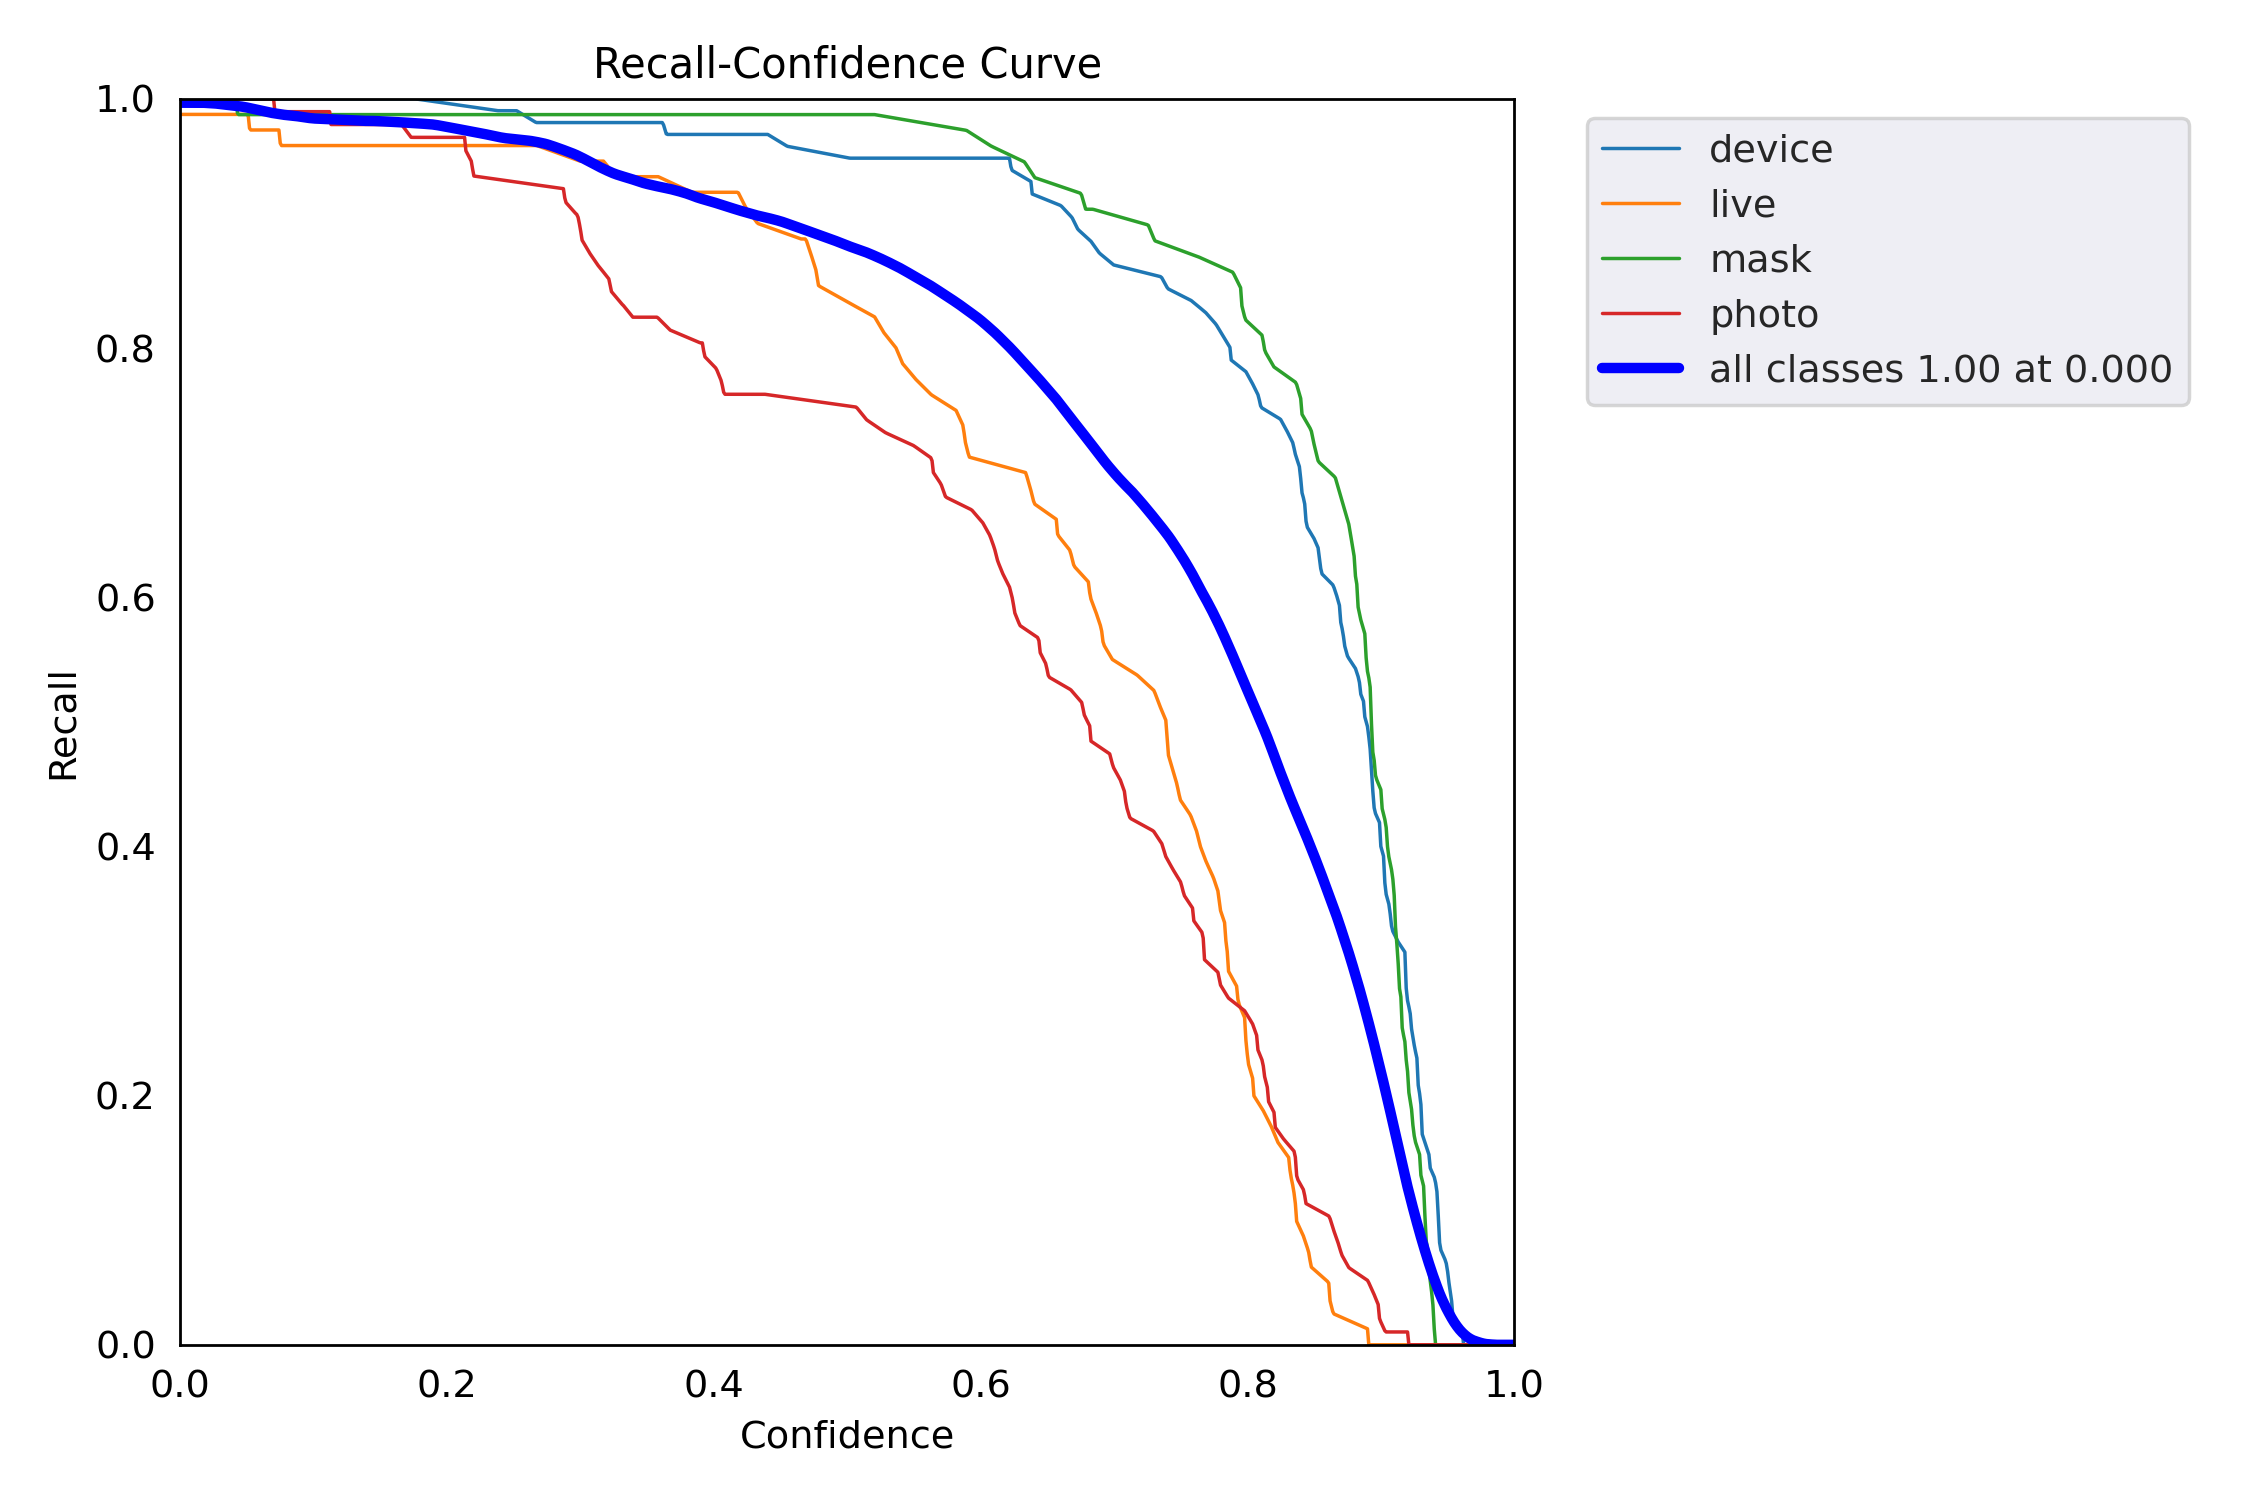 Recall-Confidence Curve
1.0
0.8
0.6
0.4
0.2
0.0
Recall
0.0 0.2 0.4 0.6 0.8 1.0
Confidence
device
live
mask
photo
all classes 1.00 at 0.000